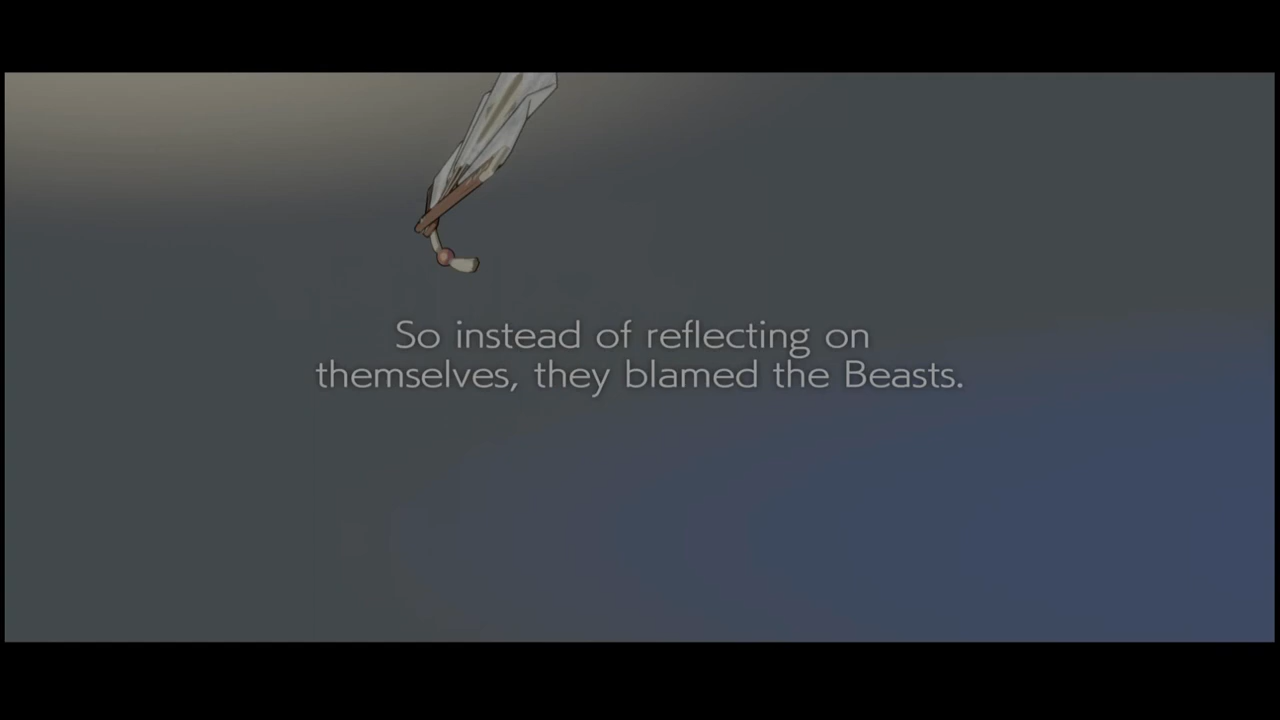 So instead of reflecting on
themselves, they blamed the Beasts.